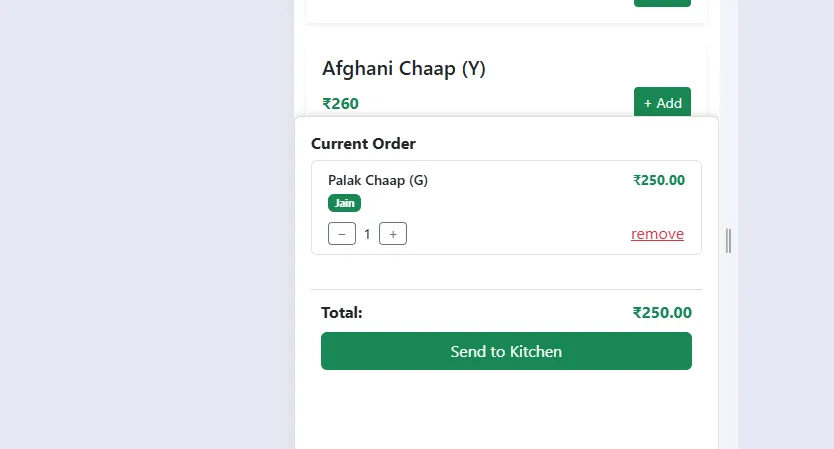 Afghani Chaap (Y)
₹260
+ Add
Current Order
Palak Chaap (G)
₹250.00
Jain
− 1 +
remove
Total:
₹250.00
Send to Kitchen